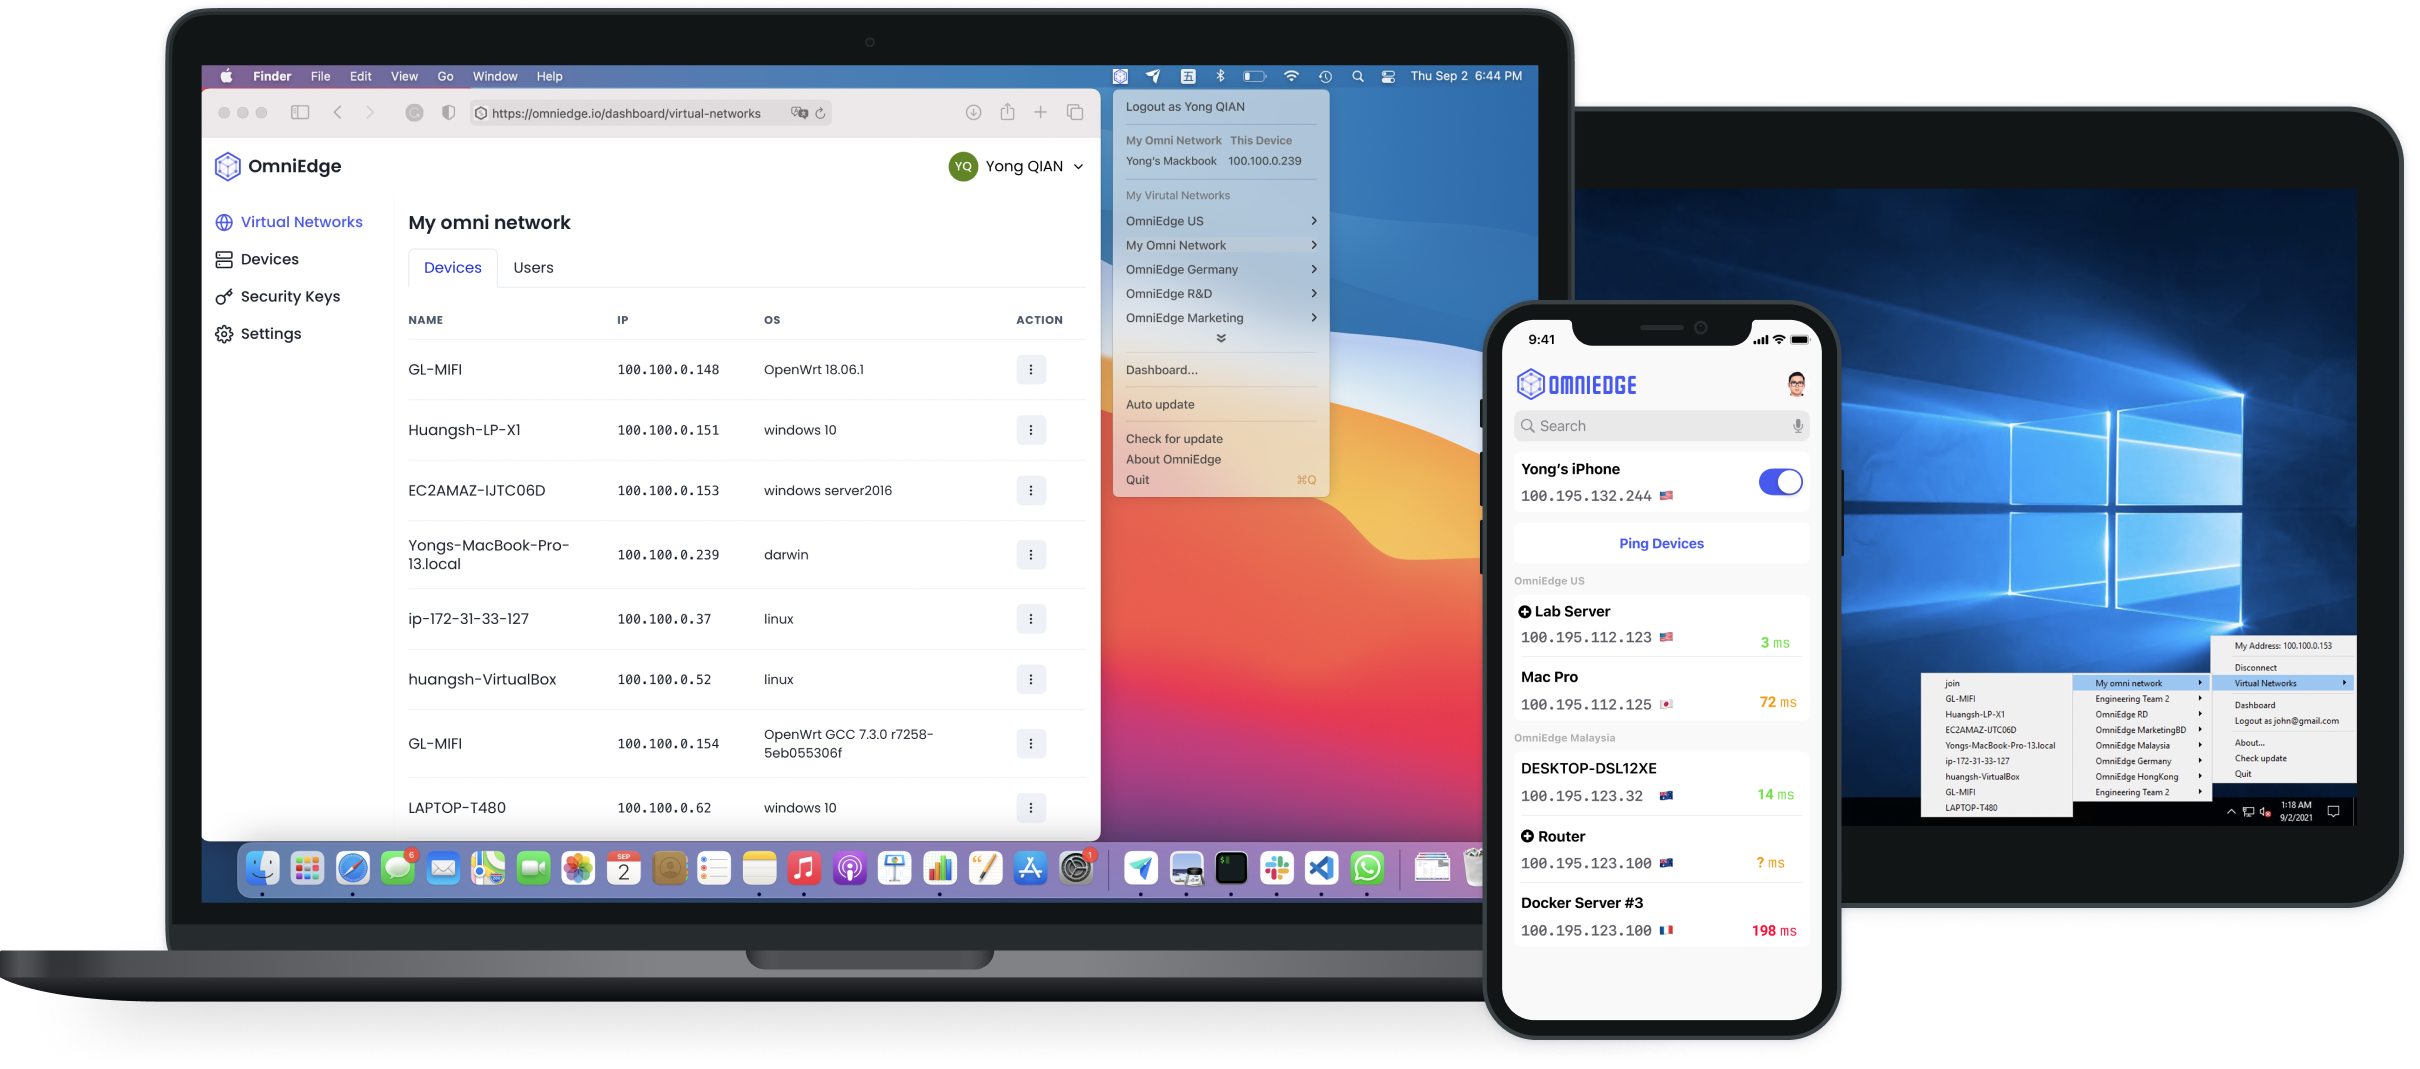 Finder File Edit View Go Window Help
五
Thu Sep 2 6:44 PM
https://omniedge.io/dashboard/virtual-networks
OmniEdge
YQ Yong QIAN
Virtual Networks
Devices
Security Keys
Settings
My omni network
Devices Users
NAME IP OS ACTION
GL-MIFI 100.100.0.148 OpenWrt 18.06.1
Huangsh-LP-X1 100.100.0.151 windows 10
EC2AMAZ-IJTC06D 100.100.0.153 windows server2016
Yongs-MacBook-Pro-
13.local 100.100.0.239 darwin
ip-172-31-33-127 100.100.0.37 linux
huangsh-VirtualBox 100.100.0.52 linux
GL-MIFI 100.100.0.154 OpenWrt GCC 7.3.0 r7258-
5eb055306f
LAPTOP-T480 100.100.0.62 windows 10
Logout as Yong QIAN
My Omni Network This Device
Yong's Mackbook 100.100.0.239
My Virutal Networks
OmniEdge US
My Omni Network
OmniEdge Germany
OmniEdge R&D
OmniEdge Marketing
Dashboard...
Auto update
Check for update
About OmniEdge
Quit ⌘Q
6
SEP
2
1
9:41
OMNIEDGE
Search
Yong's iPhone
100.195.132.244
Ping Devices
OmniEdge US
Lab Server
100.195.112.123 3 ms
Mac Pro
100.195.112.125 72 ms
OmniEdge Malaysia
DESKTOP-DSL12XE
100.195.123.32 14 ms
Router
100.195.123.100 ? ms
Docker Server #3
100.195.123.100 198 ms
My Address: 100.100.0.153
Disconnect
Virtual Networks
Dashboard
Logout as john@gmail.com
About...
Check update
Quit
My omni network
Engineering Team 2
OmniEdge RD
OmniEdge MarketingBD
OmniEdge Malaysia
OmniEdge Germany
OmniEdge HongKong
Engineering Team 2
join
GL-MIFI
Huangsh-LP-X1
EC2AMAZ-IJTC06D
Yongs-MacBook-Pro-13.local
ip-172-31-33-127
huangsh-VirtualBox
GL-MIFI
LAPTOP-T480
1:18 AM
9/2/2021